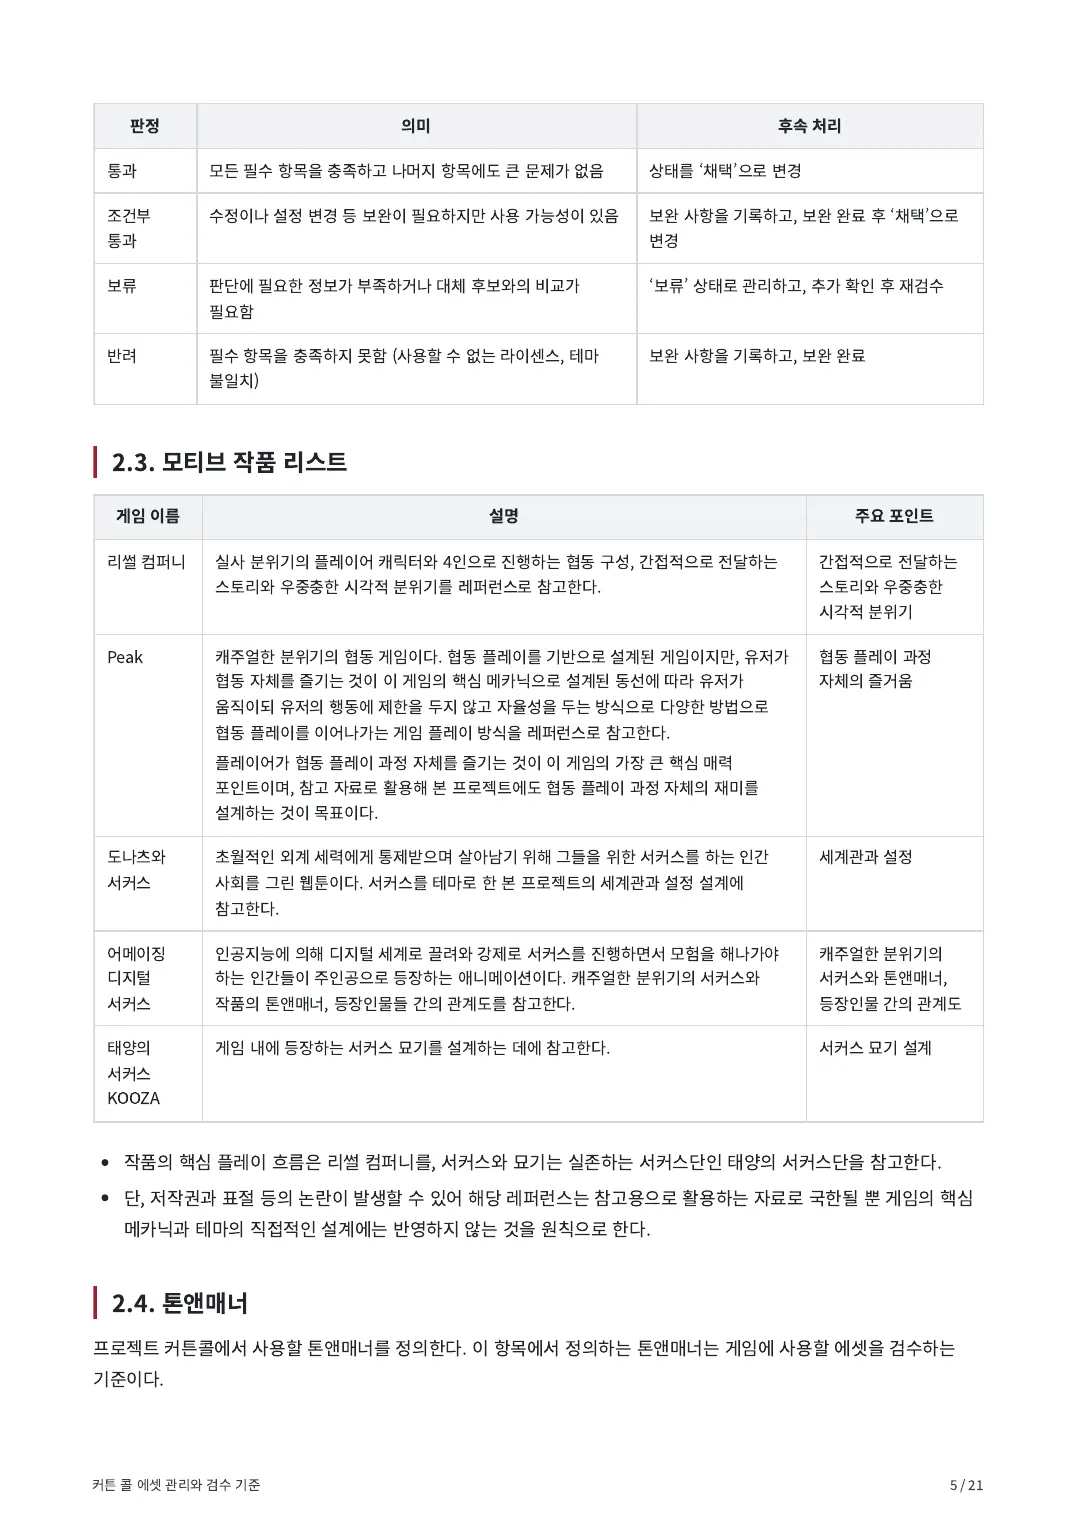 판정 의미 후속 처리
통과 모든 필수 항목을 충족하고 나머지 항목에도 큰 문제가 없음 상태를 ‘채택’으로 변경
조건부 수정이나 설정 변경 등 보완이 필요하지만 사용 가능성이 있음 보완 사항을 기록하고, 보완 완료 후 ‘채택’으로
통과 변경
보류 판단에 필요한 정보가 부족하거나 대체 후보와의 비교가 ‘보류’ 상태로 관리하고, 추가 확인 후 재검수
필요함
반려 필수 항목을 충족하지 못함 (사용할 수 없는 라이센스, 테마 보완 사항을 기록하고, 보완 완료
불일치)
2.3. 모티브 작품 리스트
게임 이름 설명 주요 포인트
리썰 컴퍼니 실사 분위기의 플레이어 캐릭터와 4인으로 진행하는 협동 구성, 간접적으로 전달하는 간접적으로 전달하는
스토리와 우중충한 시각적 분위기를 레퍼런스로 참고한다. 스토리와 우중충한
시각적 분위기
Peak 캐주얼한 분위기의 협동 게임이다. 협동 플레이를 기반으로 설계된 게임이지만, 유저가 협동 플레이 과정
협동 자체를 즐기는 것이 이 게임의 핵심 메카닉으로 설계된 동선에 따라 유저가 자체의 즐거움
움직이되 유저의 행동에 제한을 두지 않고 자율성을 두는 방식으로 다양한 방법으로
협동 플레이를 이어나가는 게임 플레이 방식을 레퍼런스로 참고한다.
플레이어가 협동 플레이 과정 자체를 즐기는 것이 이 게임의 가장 큰 핵심 매력
포인트이며, 참고 자료로 활용해 본 프로젝트에도 협동 플레이 과정 자체의 재미를
설계하는 것이 목표이다.
도나츠와 초월적인 외계 세력에게 통제받으며 살아남기 위해 그들을 위한 서커스를 하는 인간 세계관과 설정
서커스 사회를 그린 웹툰이다. 서커스를 테마로 한 본 프로젝트의 세계관과 설정 설계에
참고한다.
어메이징 인공지능에 의해 디지털 세계로 끌려와 강제로 서커스를 진행하면서 모험을 해나가야 캐주얼한 분위기의
디지털 하는 인간들이 주인공으로 등장하는 애니메이션이다. 캐주얼한 분위기의 서커스와 서커스와 톤앤매너,
서커스 작품의 톤앤매너, 등장인물들 간의 관계도를 참고한다. 등장인물 간의 관계도
태양의 게임 내에 등장하는 서커스 묘기를 설계하는 데에 참고한다. 서커스 묘기 설계
서커스
KOOZA
• 작품의 핵심 플레이 흐름은 리썰 컴퍼니를, 서커스와 묘기는 실존하는 서커스단인 태양의 서커스단을 참고한다.
• 단, 저작권과 표절 등의 논란이 발생할 수 있어 해당 레퍼런스는 참고용으로 활용하는 자료로 국한될 뿐 게임의 핵심
메카닉과 테마의 직접적인 설계에는 반영하지 않는 것을 원칙으로 한다.
2.4. 톤앤매너
프로젝트 커튼콜에서 사용할 톤앤매너를 정의한다. 이 항목에서 정의하는 톤앤매너는 게임에 사용할 에셋을 검수하는
기준이다.
커튼 콜 에셋 관리와 검수 기준 5 / 21